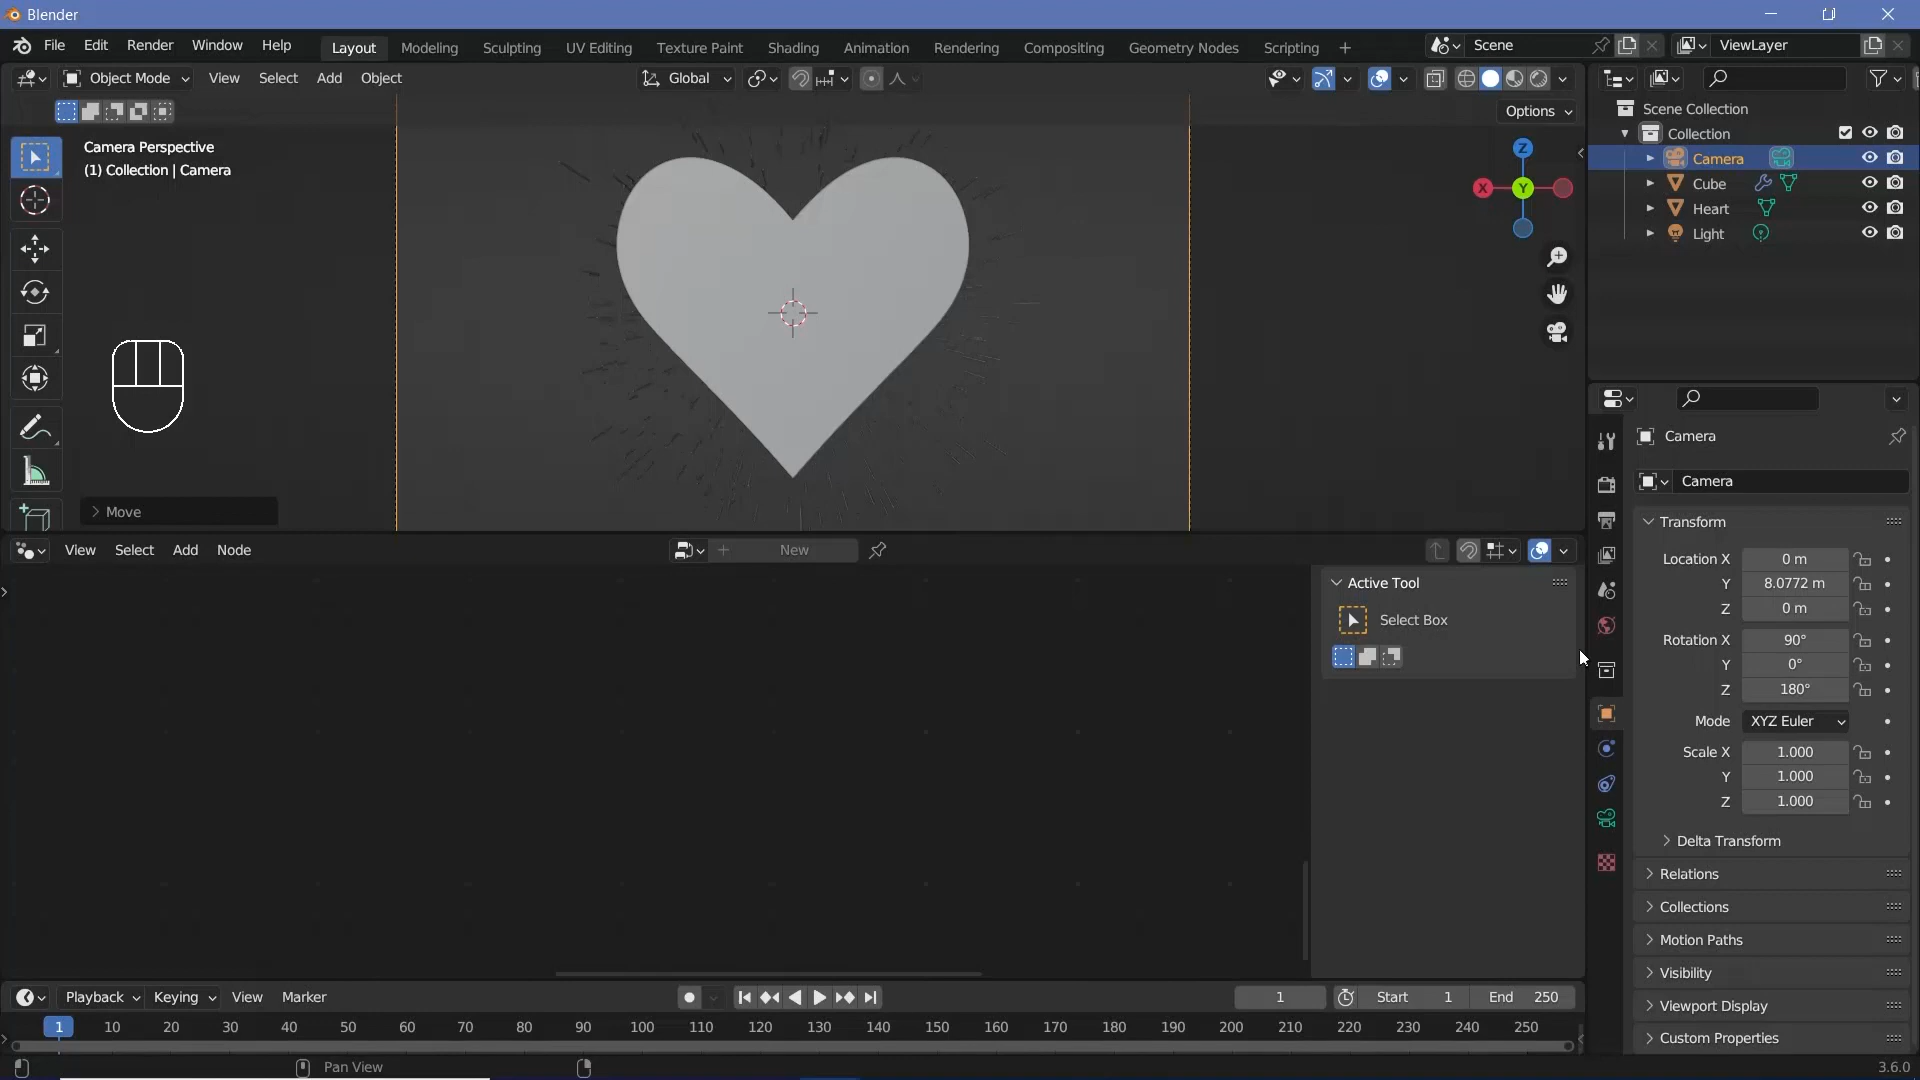 Blender
File Edit Render Window Help
Layout Modeling Sculpting UV Editing Texture Paint Shading Animation Rendering Compositing Geometry Nodes Scripting +
Scene
ViewLayer
Object Mode View Select Add Object
Global
Options
Camera Perspective
(1) Collection | Camera
Z
X
Y
Move
Scene Collection
Collection
Camera
Cube
Heart
Light
Camera
Camera
Transform
Location X 0 m
Y 8.0772 m
Z 0 m
Rotation X 90°
Y 0°
Z 180°
Mode XYZ Euler
Scale X 1.000
Y 1.000
Z 1.000
Delta Transform
Relations
Collections
Motion Paths
Visibility
Viewport Display
Custom Properties
View Select Add Node
+ New
Active Tool
Select Box
Playback Keying View Marker
1
Start 1
End 250
1 10 20 30 40 50 60 70 80 90 100 110 120 130 140 150 160 170 180 190 200 210 220 230 240 250
Pan View
3.6.0